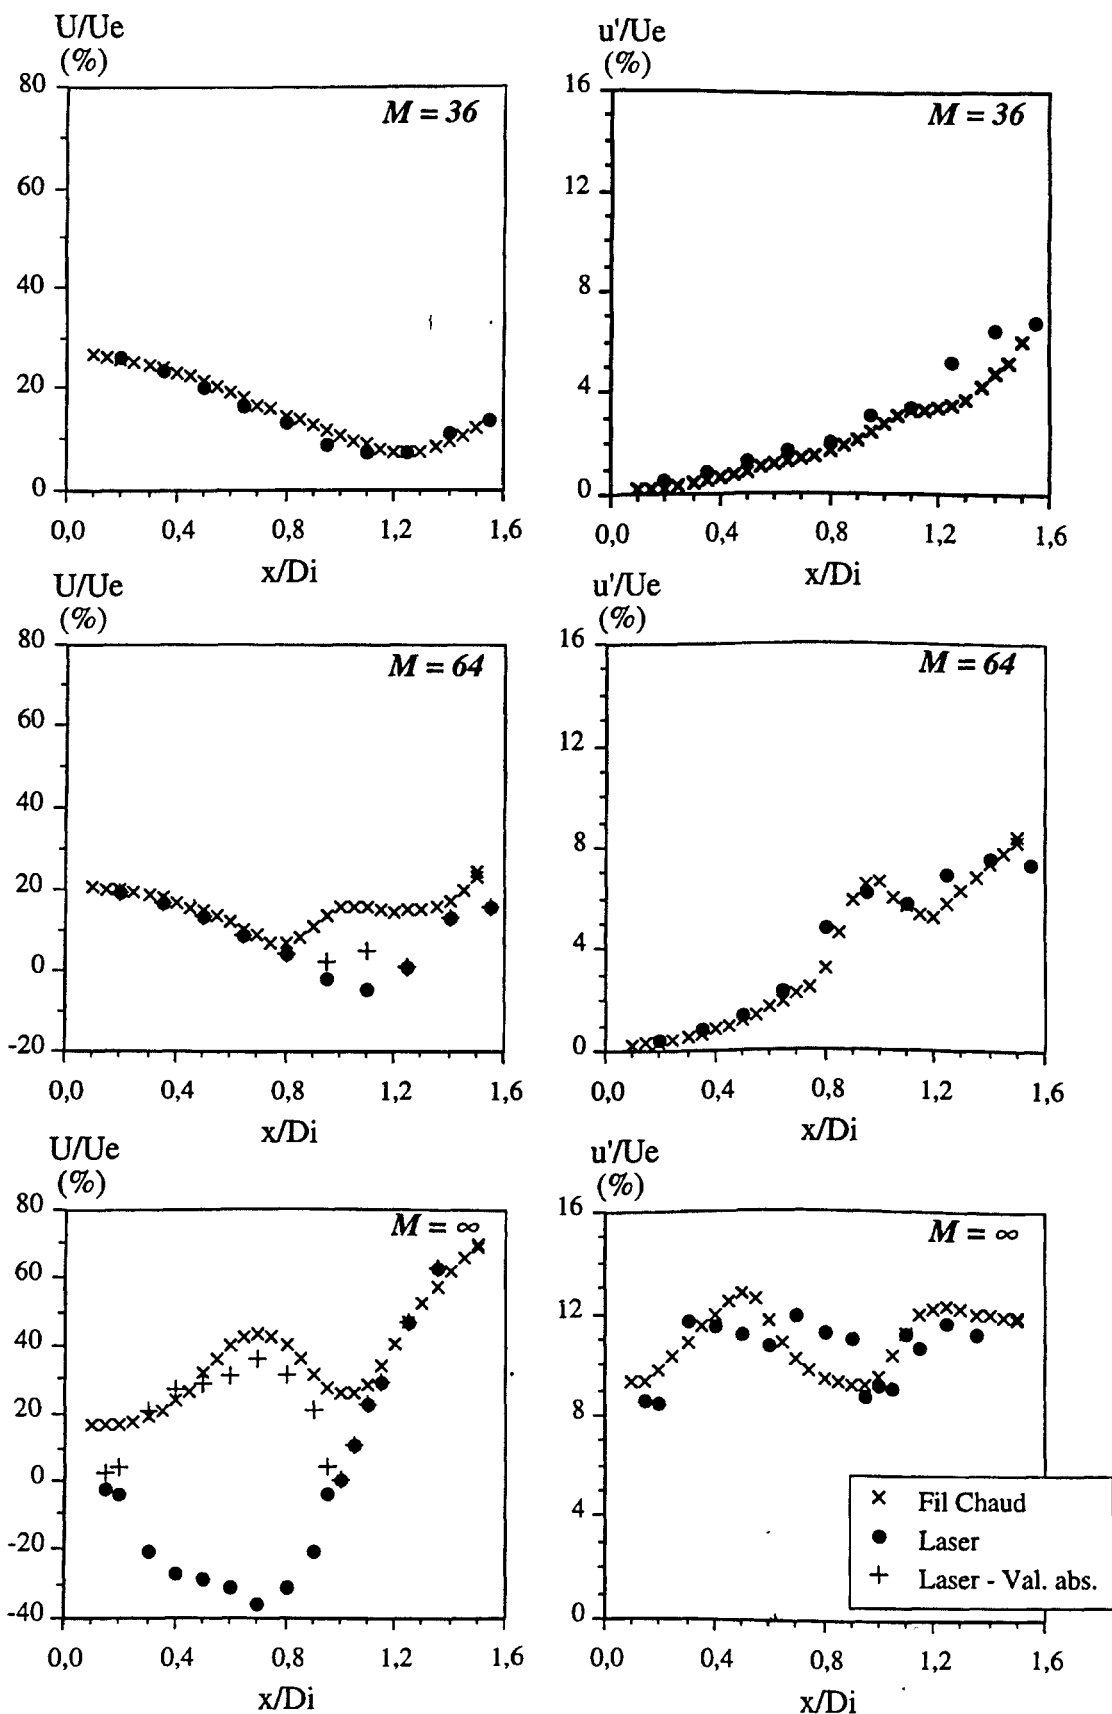 U/Ue
(%)
M = 36
80
60
40
20
0
0,0 0,4 0,8 1,2 1,6
x/Di
u'/Ue
(%)
M = 36
16
12
8
4
0
0,0 0,4 0,8 1,2 1,6
x/Di
U/Ue
(%)
M = 64
80
60
40
20
0
-20
0,0 0,4 0,8 1,2 1,6
x/Di
u'/Ue
(%)
M = 64
16
12
8
4
0
0,0 0,4 0,8 1,2 1,6
x/Di
U/Ue
(%)
M = ∞
80
60
40
20
0
-20
-40
0,0 0,4 0,8 1,2 1,6
x/Di
u'/Ue
(%)
M = ∞
16
12
8
4
0
Fil Chaud
Laser
Laser - Val. abs.
0,0 0,4 0,8 1,2 1,6
x/Di